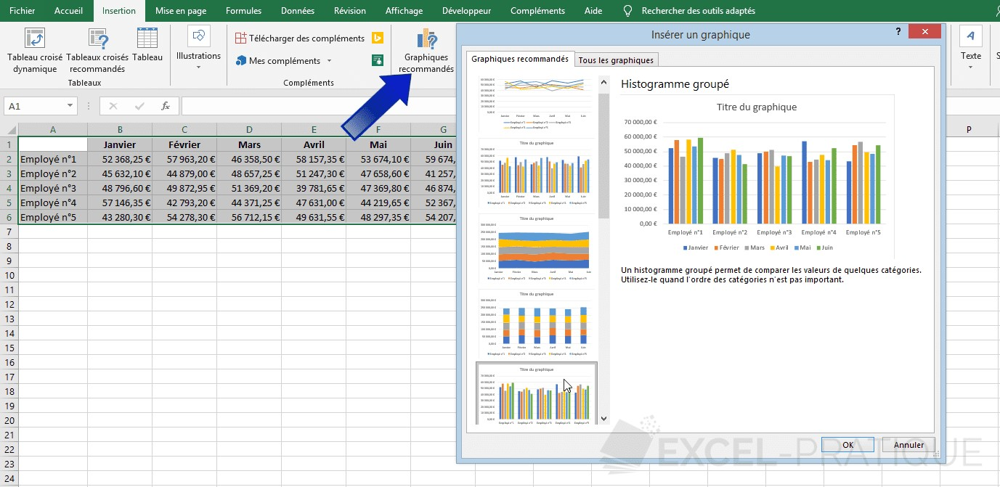 Fichier Accueil Insertion Mise en page Formules Données Révision Affichage Développeur Compléments Aide Rechercher des outils adaptés
Tableau croisé dynamique
Tableaux croisés recommandés
Tableau
Tableaux
Illustrations
Télécharger des compléments
Mes compléments
Compléments
Graphiques recommandés
Texte
A1
fx
A B C D E F G P
1 Janvier Février Mars Avril Mai Juin
2 Employé n°1 52 368,25 € 57 963,20 € 46 358,50 € 58 157,35 € 53 674,10 € 59 674,
3 Employé n°2 45 632,10 € 44 879,00 € 48 657,25 € 51 247,30 € 47 658,60 € 41 257,
4 Employé n°3 48 796,60 € 49 872,95 € 51 369,20 € 39 781,65 € 47 369,80 € 46 874,
5 Employé n°4 57 146,35 € 42 793,20 € 44 371,25 € 47 631,00 € 44 219,65 € 52 367,
6 Employé n°5 43 280,30 € 54 278,30 € 56 712,15 € 49 631,55 € 48 297,35 € 54 207,
7
8
9
10
11
12
13
14
15
16
17
18
19
20
21
22
23
24
Insérer un graphique
?
Graphiques recommandés Tous les graphiques
Titre du graphique
Titre du graphique
Titre du graphique
Titre du graphique
Histogramme groupé
Titre du graphique
70 000,00 €
60 000,00 €
50 000,00 €
40 000,00 €
30 000,00 €
20 000,00 €
10 000,00 €
0,00 €
Employé n°1 Employé n°2 Employé n°3 Employé n°4 Employé n°5
Janvier Février Mars Avril Mai Juin
Un histogramme groupé permet de comparer les valeurs de quelques catégories.
Utilisez-le quand l'ordre des catégories n'est pas important.
OK Annuler
EXCEL-PRATIQUE